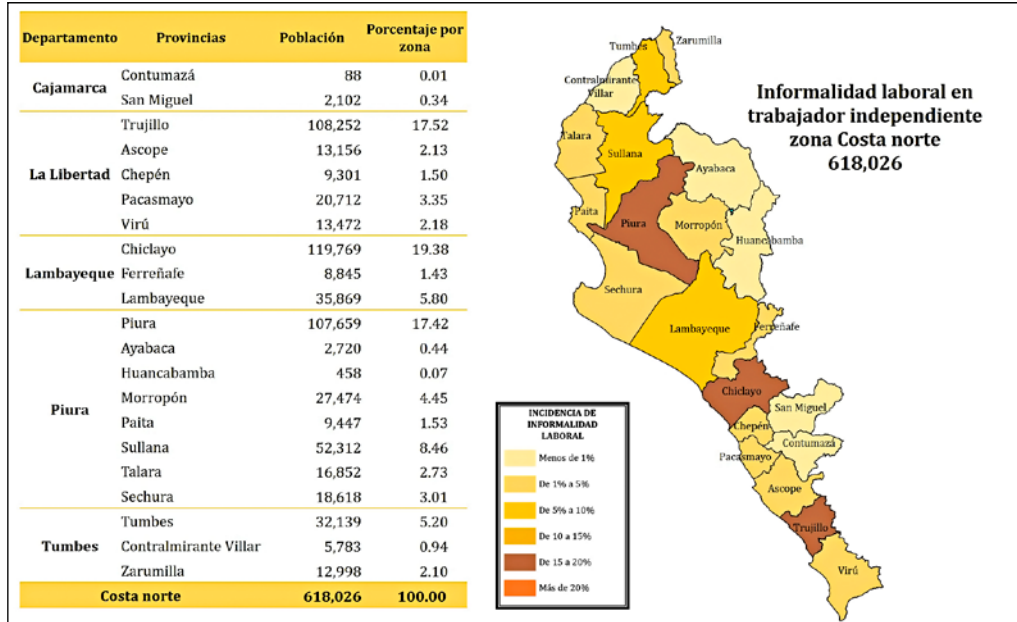 Departamento Provincias Población Porcentaje por zona
Cajamarca
Contumazá 88 0.01
San Miguel 2,102 0.34
La Libertad
Trujillo 108,252 17.52
Ascope 13,156 2.13
Chepén 9,301 1.50
Pacasmayo 20,712 3.35
Virú 13,472 2.18
Lambayeque
Chiclayo 119,769 19.38
Ferreñafe 8,845 1.43
Lambayeque 35,869 5.80
Piura
Piura 107,659 17.42
Ayabaca 2,720 0.44
Huancabamba 458 0.07
Morropón 27,474 4.45
Paita 9,447 1.53
Sullana 52,312 8.46
Talara 16,852 2.73
Sechura 18,618 3.01
Tumbes
Tumbes 32,139 5.20
Contralmirante Villar 5,783 0.94
Zarumilla 12,998 2.10
Costa norte 618,026 100.00
Informalidad laboral en
trabajador independiente
zona Costa norte
618,026
Zarumilla
Tumbes
Contralmirante
Villar
Talara
Sullana
Ayabaca
Paita
Piura
Morropón
Huancabamba
Sechura
Lambayeque
Ferreñafe
Chiclayo
San Miguel
Chepén
Contumazá
Pacasmayo
Ascope
Trujillo
Virú
INCIDENCIA DE
INFORMALIDAD
LABORAL
Menos de 1%
De 1% a 5%
De 5% a 10%
De 10 a 15%
De 15 a 20%
Más de 20%